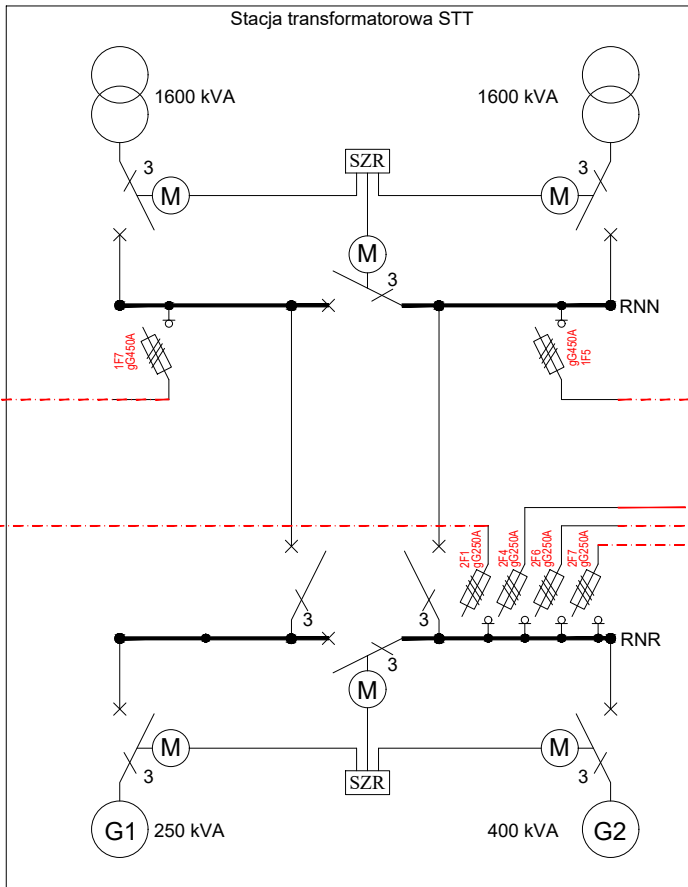 Stacja transformatorowa STT
1600 kVA
1600 kVA
SZR
3
3
M
M
M
3
RNN
1F7
gG450A
gG450A
1F5
2F1
gG250A
2F4
gG250A
2F6
gG250A
2F7
gG250A
3
3
RNR
3
M
M
M
3
3
SZR
G1
250 kVA
400 kVA
G2